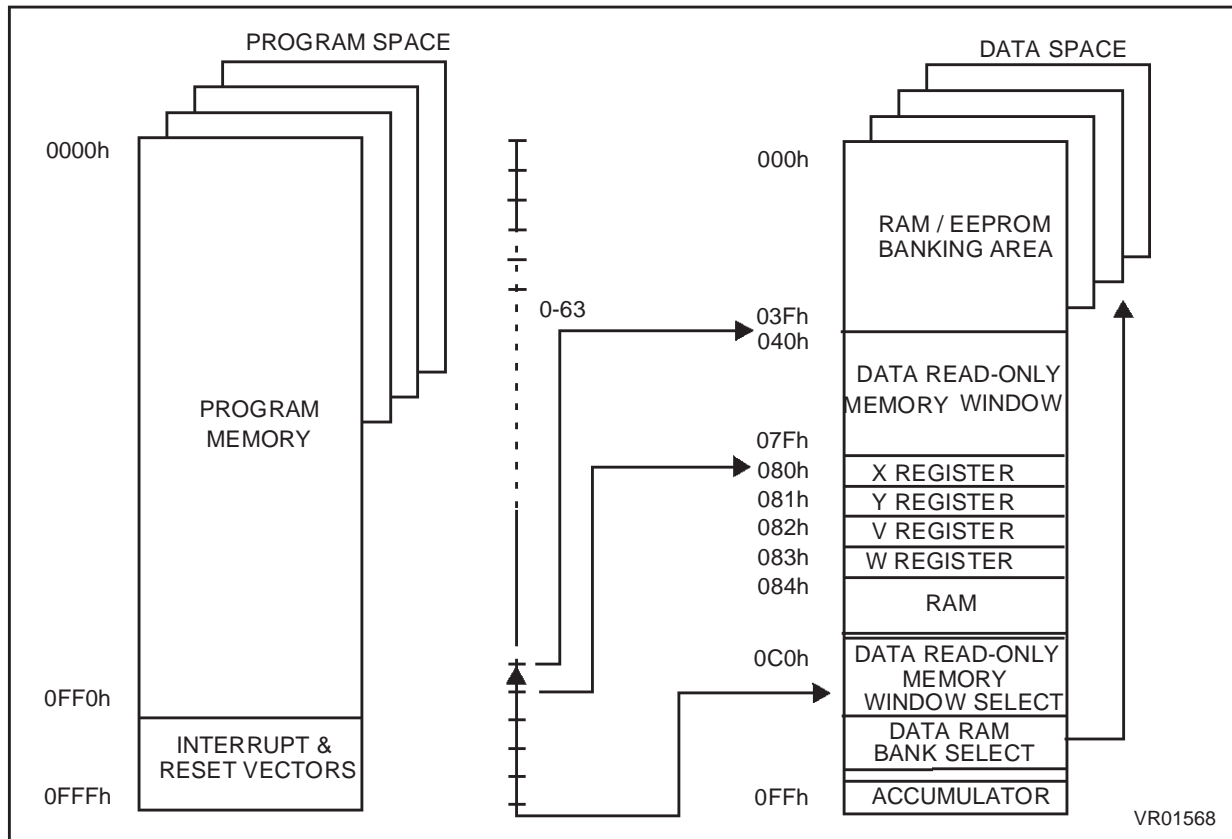 PROGRAM SPACE
0000h
PROGRAM
MEMORY
0FF0h
INTERRUPT &
RESET VECTORS
0FFFh
0-63
DATA SPACE
000h
RAM / EEPROM
BANKING AREA
03Fh
040h
DATA READ-ONLY
MEMORY WINDOW
07Fh
080h
X REGISTER
081h
Y REGISTER
082h
V REGISTER
083h
W REGISTER
084h
RAM
0C0h
DATA READ-ONLY
MEMORY
WINDOW SELECT
DATA RAM
BANK SELECT
0FFh
ACCUMULATOR
VR01568